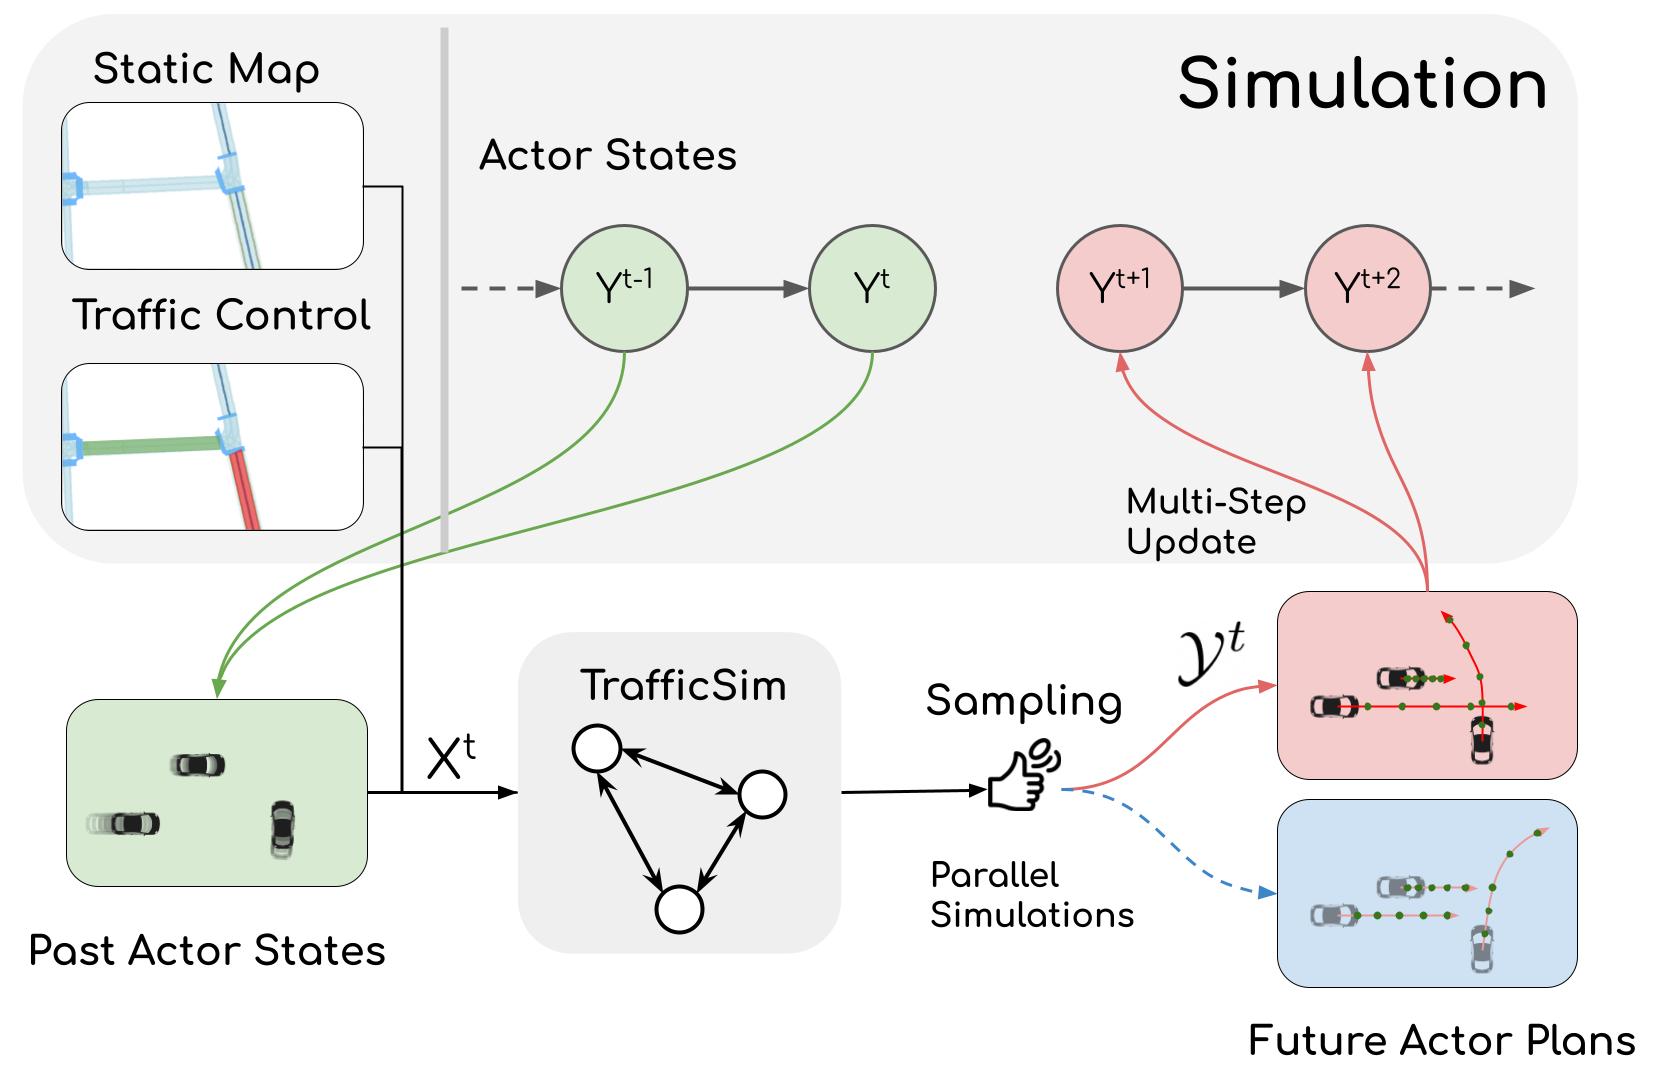 Static Map
Simulation
Actor States
Y^{t-1}
Y^t
Y^{t+1}
Y^{t+2}
Traffic Control
Multi-Step
Update
𝒴^t
TrafficSim
Sampling
X^t
Parallel
Simulations
Past Actor States
Future Actor Plans